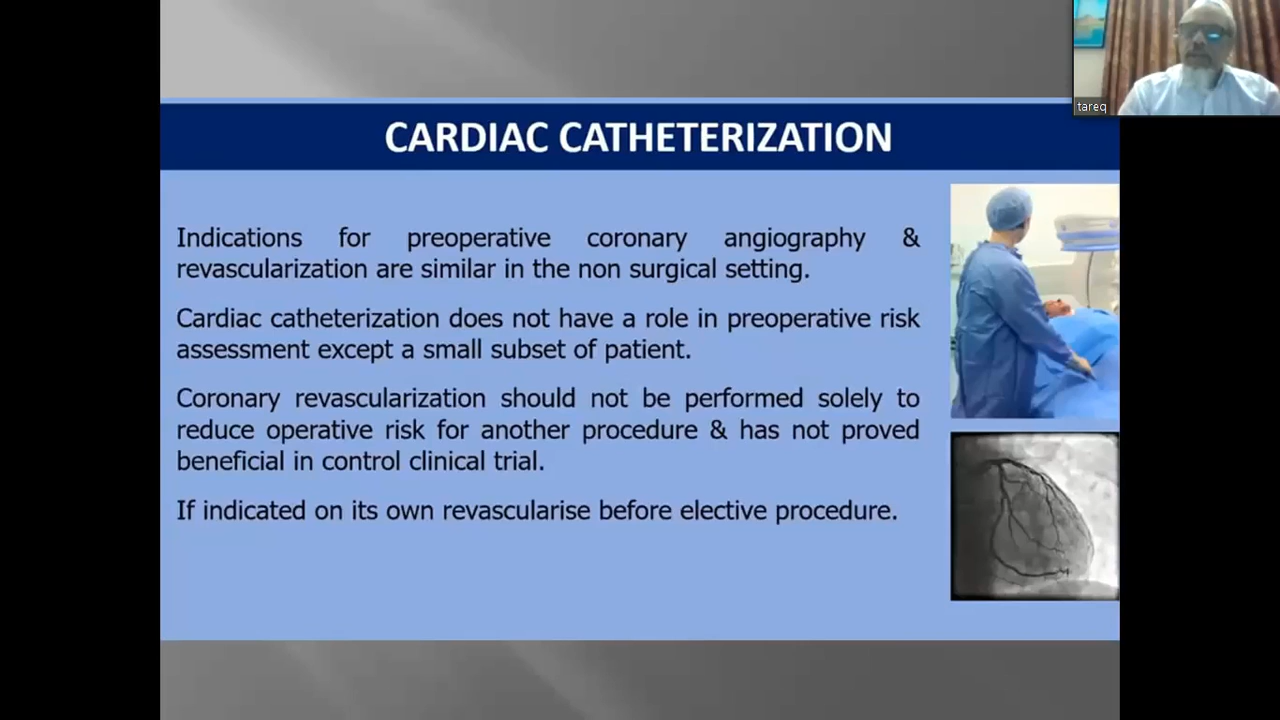 tareq
CARDIAC CATHETERIZATION
Indications for preoperative coronary angiography &
revascularization are similar in the non surgical setting.
Cardiac catheterization does not have a role in preoperative risk
assessment except a small subset of patient.
Coronary revascularization should not be performed solely to
reduce operative risk for another procedure & has not proved
beneficial in control clinical trial.
If indicated on its own revascularise before elective procedure.